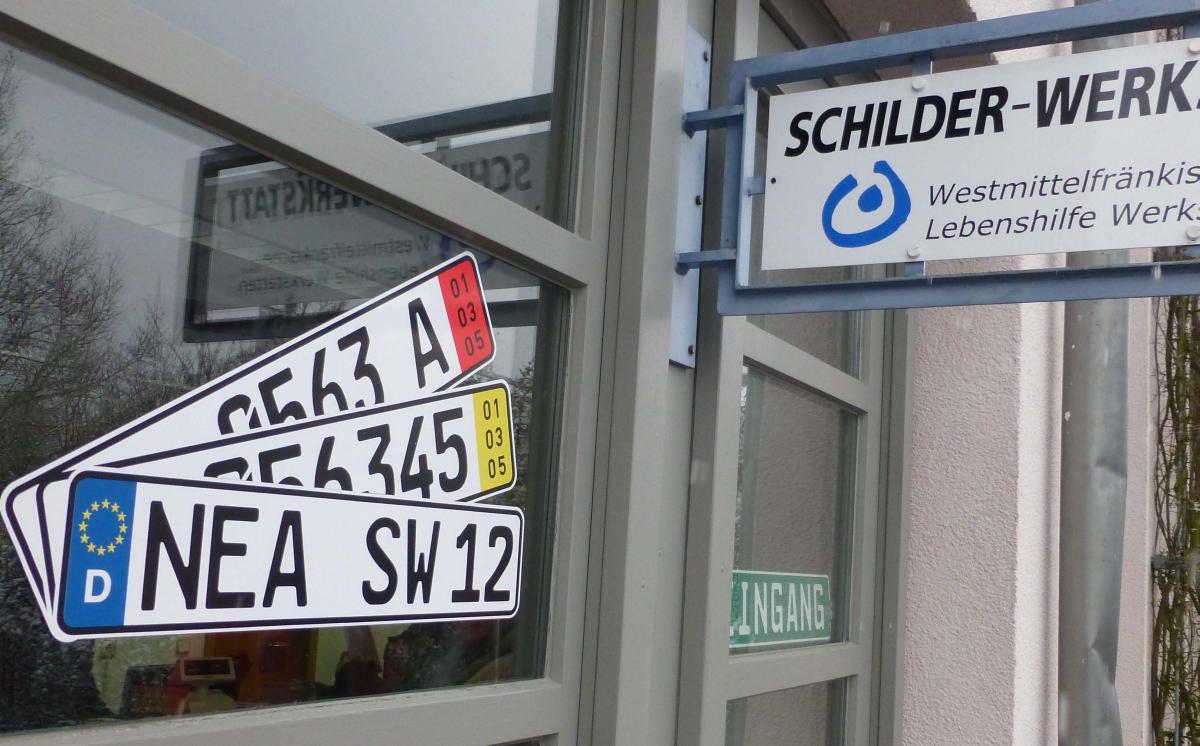 SCHILDER-WERK
Westmittelfränkis
Lebenshilfe Werks
563 A
01
03
05
56345
01
03
05
D
NEA SW 12
INGANG